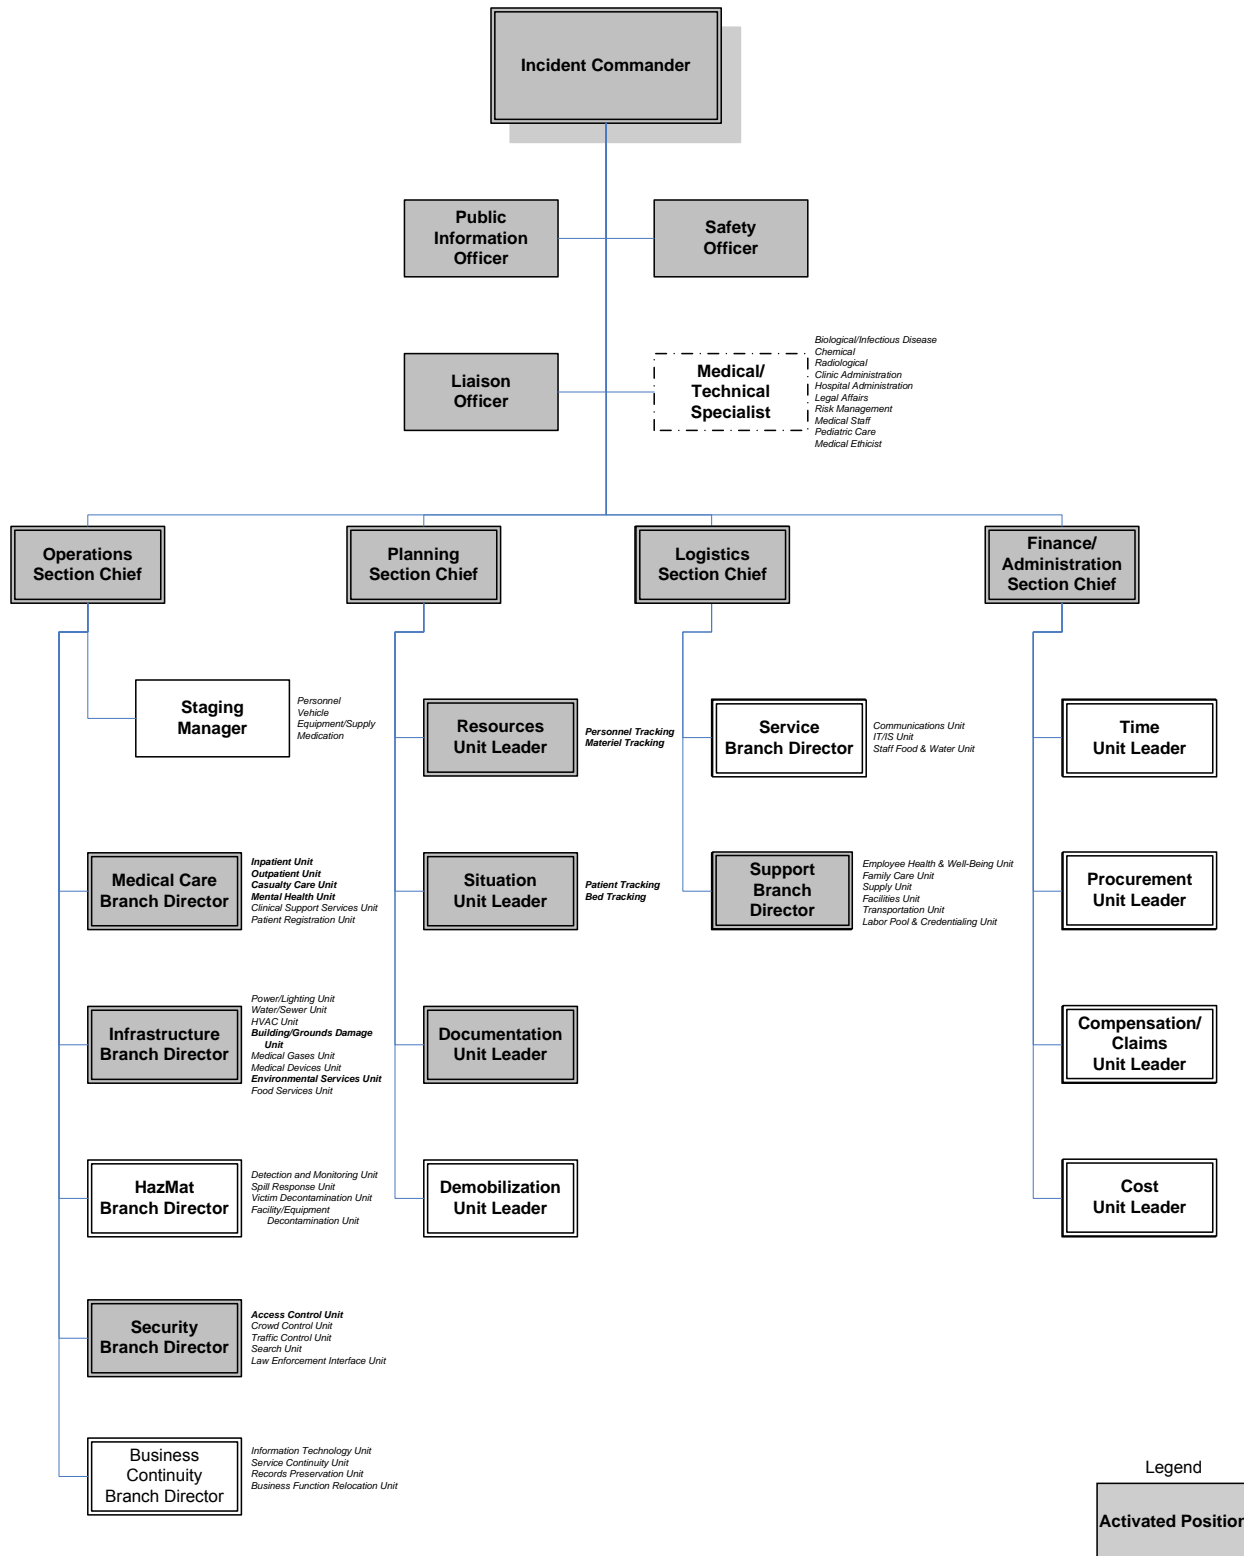 Incident Commander
Public
Information
Officer
Safety
Officer
Liaison
Officer
Medical/
Technical
Specialist
Biological/Infectious Disease
Chemical
Radiological
Clinic Administration
Hospital Administration
Legal Affairs
Risk Management
Medical Staff
Pediatric Care
Medical Ethicist
Operations
Section Chief
Planning
Section Chief
Logistics
Section Chief
Finance/
Administration
Section Chief
Staging
Manager
Personnel
Vehicle
Equipment/Supply
Medication
Resources
Unit Leader
Personnel Tracking
Materiel Tracking
Service
Branch Director
Communications Unit
IT/IS Unit
Staff Food & Water Unit
Time
Unit Leader
Medical Care
Branch Director
Inpatient Unit
Outpatient Unit
Casualty Care Unit
Mental Health Unit
Clinical Support Services Unit
Patient Registration Unit
Situation
Unit Leader
Patient Tracking
Bed Tracking
Support
Branch
Director
Employee Health & Well-Being Unit
Family Care Unit
Supply Unit
Facilities Unit
Transportation Unit
Labor Pool & Credentialing Unit
Procurement
Unit Leader
Infrastructure
Branch Director
Power/Lighting Unit
Water/Sewer Unit
HVAC Unit
Building/Grounds Damage
Unit
Medical Gases Unit
Medical Devices Unit
Environmental Services Unit
Food Services Unit
Documentation
Unit Leader
Compensation/
Claims
Unit Leader
HazMat
Branch Director
Detection and Monitoring Unit
Spill Response Unit
Victim Decontamination Unit
Facility/Equipment
Decontamination Unit
Demobilization
Unit Leader
Cost
Unit Leader
Security
Branch Director
Access Control Unit
Crowd Control Unit
Traffic Control Unit
Search Unit
Law Enforcement Interface Unit
Business
Continuity
Branch Director
Information Technology Unit
Service Continuity Unit
Records Preservation Unit
Business Function Relocation Unit
Legend
Activated Position